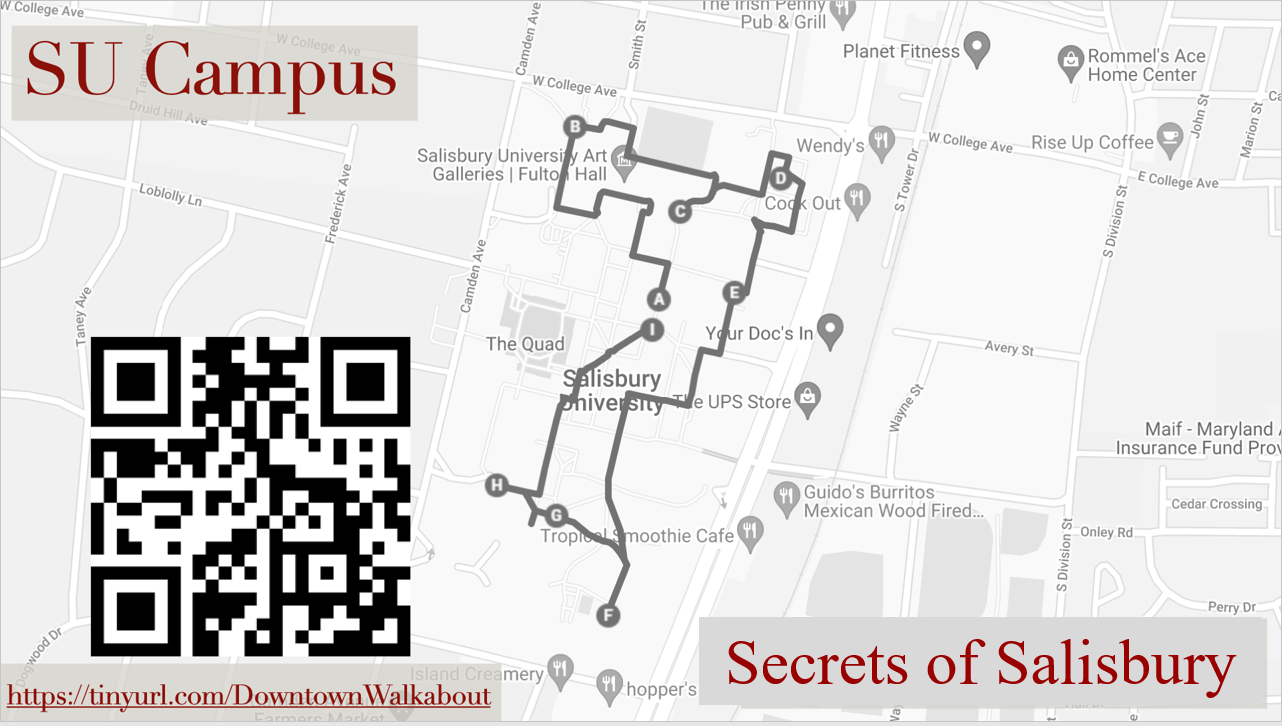 SU Campus
W College Ave
Taney Ave
Druid Hill Ave
Camden Ave
Smith St
The Irish Penny
Pub & Grill
Planet Fitness
Rommel's Ace
Home Center
W College Ave
John St
Marion St
Wendy's
W College Ave
Rise Up Coffee
E College Ave
Salisbury University Art
Galleries | Fulton Hall
B
D
C
Cook Out
S Tower Dr
S Division St
Loblolly Ln
Frederick Ave
Camden Ave
Taney Ave
A
E
I
The Quad
Your Doc's In
Avery St
Salisbury
University
The UPS Store
Wayne St
Maif - Maryland A
Insurance Fund Prov
H
G
Guido's Burritos
Mexican Wood Fired...
Cedar Crossing
Tropical Smoothie Cafe
Onley Rd
S Division St
F
Perry Dr
Dogwood Dr
Secrets of Salisbury
Island Creamery
hopper's
https://tinyurl.com/DowntownWalkabout
Farmers Market